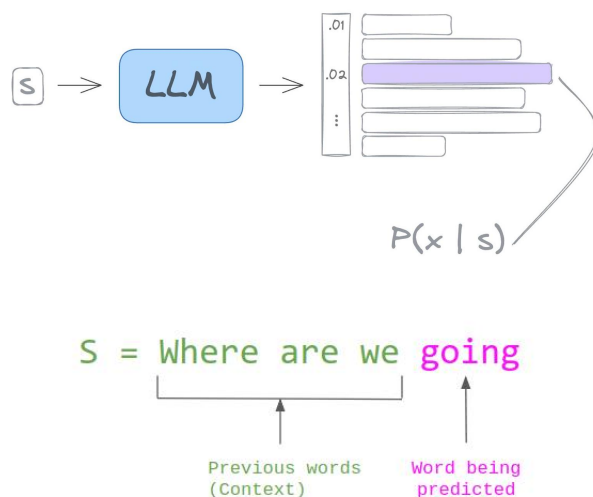 .01
S
LLM
.02
⋮
P(x | s)
S = Where are we going
Previous words
(Context)
Word being
predicted